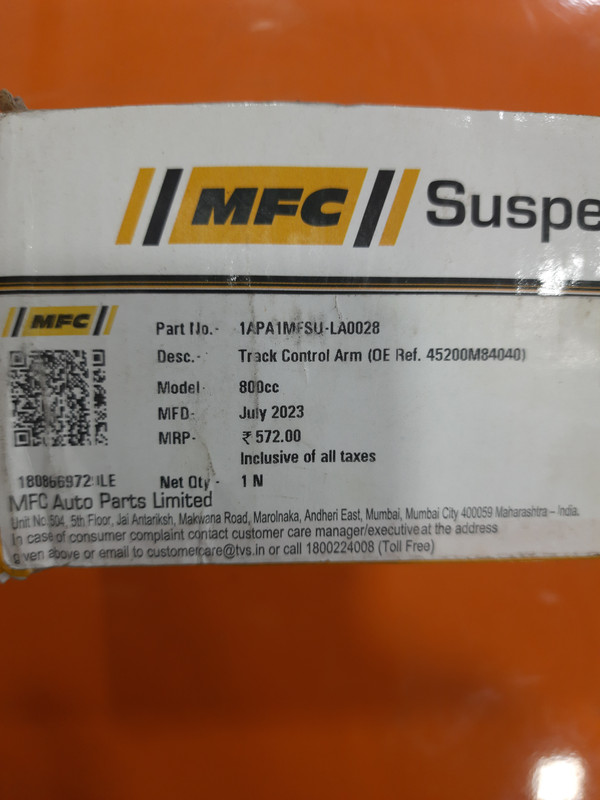 MFC Suspe
MFC
Part No.- 1APA1MFSU-LA0028
Desc.- Track Control Arm (OE Ref. 45200M84040)
Model- 800cc
MFD- July 2023
MRP- ₹ 572.00
Inclusive of all taxes
Net Qty - 1 N
MFC Auto Parts Limited
Unit No 504, 5th Floor, Jai Antariksh, Makwana Road, Marolnaka, Andheri East, Mumbai, Mumbai City 400059 Maharashtra – India.
In case of consumer complaint contact customer care manager/executive at the address
given above or email to customercare@tvs.in or call 1800224008 (Toll Free)